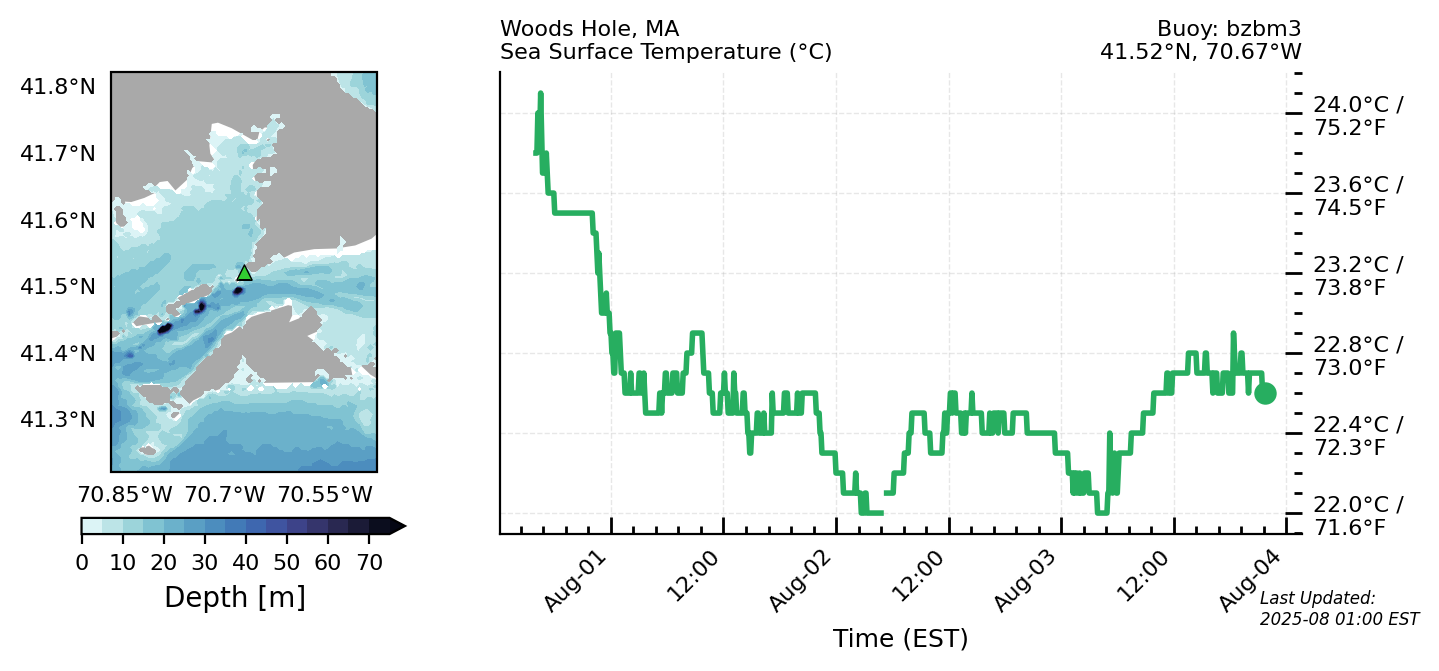 Woods Hole, MA
Sea Surface Temperature (°C)
Buoy: bzbm3
41.52°N, 70.67°W
41.8°N
41.7°N
41.6°N
41.5°N
41.4°N
41.3°N
70.85°W 70.7°W 70.55°W
0 10 20 30 40 50 60 70
Depth [m]
24.0°C /
75.2°F
23.6°C /
74.5°F
23.2°C /
73.8°F
22.8°C /
73.0°F
22.4°C /
72.3°F
22.0°C /
71.6°F
Aug-01 12:00 Aug-02 12:00 Aug-03 12:00 Aug-04
Time (EST)
Last Updated:
2025-08 01:00 EST